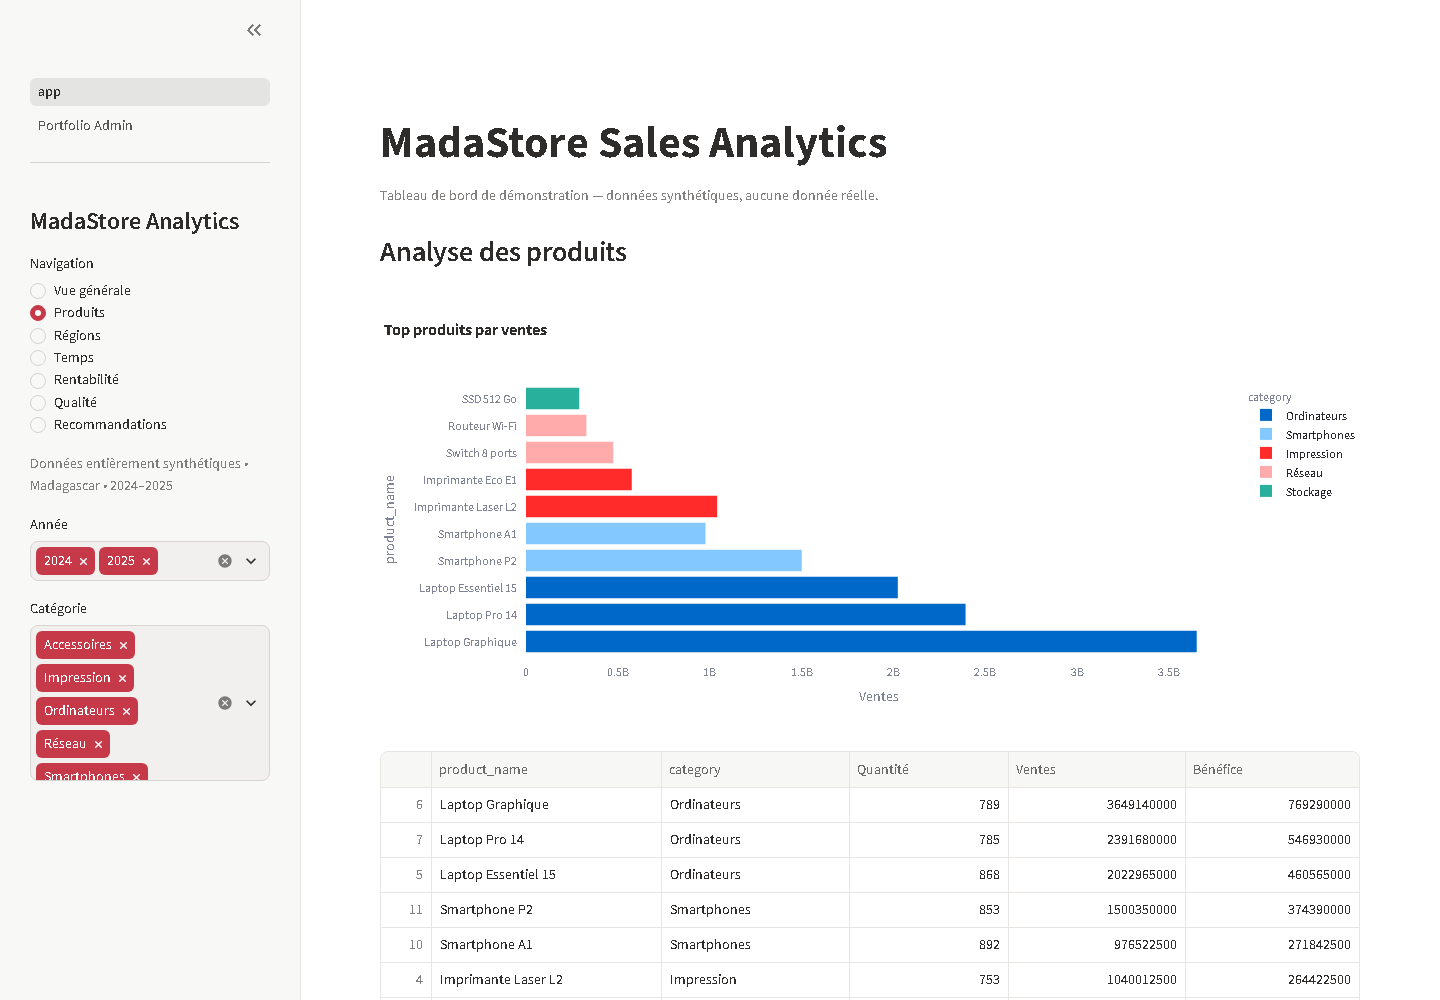 app
Portfolio Admin
MadaStore Analytics
Navigation
Vue générale
Produits
Régions
Temps
Rentabilité
Qualité
Recommandations
Données entièrement synthétiques •
Madagascar • 2024–2025
Année
2024 2025
Catégorie
Accessoires
Impression
Ordinateurs
Réseau
Smartphones
MadaStore Sales Analytics
Tableau de bord de démonstration — données synthétiques, aucune donnée réelle.
Analyse des produits
Top produits par ventes
product_name
SSD 512 Go
Routeur Wi-Fi
Switch 8 ports
Imprimante Eco E1
Imprimante Laser L2
Smartphone A1
Smartphone P2
Laptop Essentiel 15
Laptop Pro 14
Laptop Graphique
0 0.5B 1B 1.5B 2B 2.5B 3B 3.5B
Ventes
category
Ordinateurs
Smartphones
Impression
Réseau
Stockage
product_name category Quantité Ventes Bénéfice
6 Laptop Graphique Ordinateurs 789 3649140000 769290000
7 Laptop Pro 14 Ordinateurs 785 2391680000 546930000
5 Laptop Essentiel 15 Ordinateurs 868 2022965000 460565000
11 Smartphone P2 Smartphones 853 1500350000 374390000
10 Smartphone A1 Smartphones 892 976522500 271842500
4 Imprimante Laser L2 Impression 753 1040012500 264422500